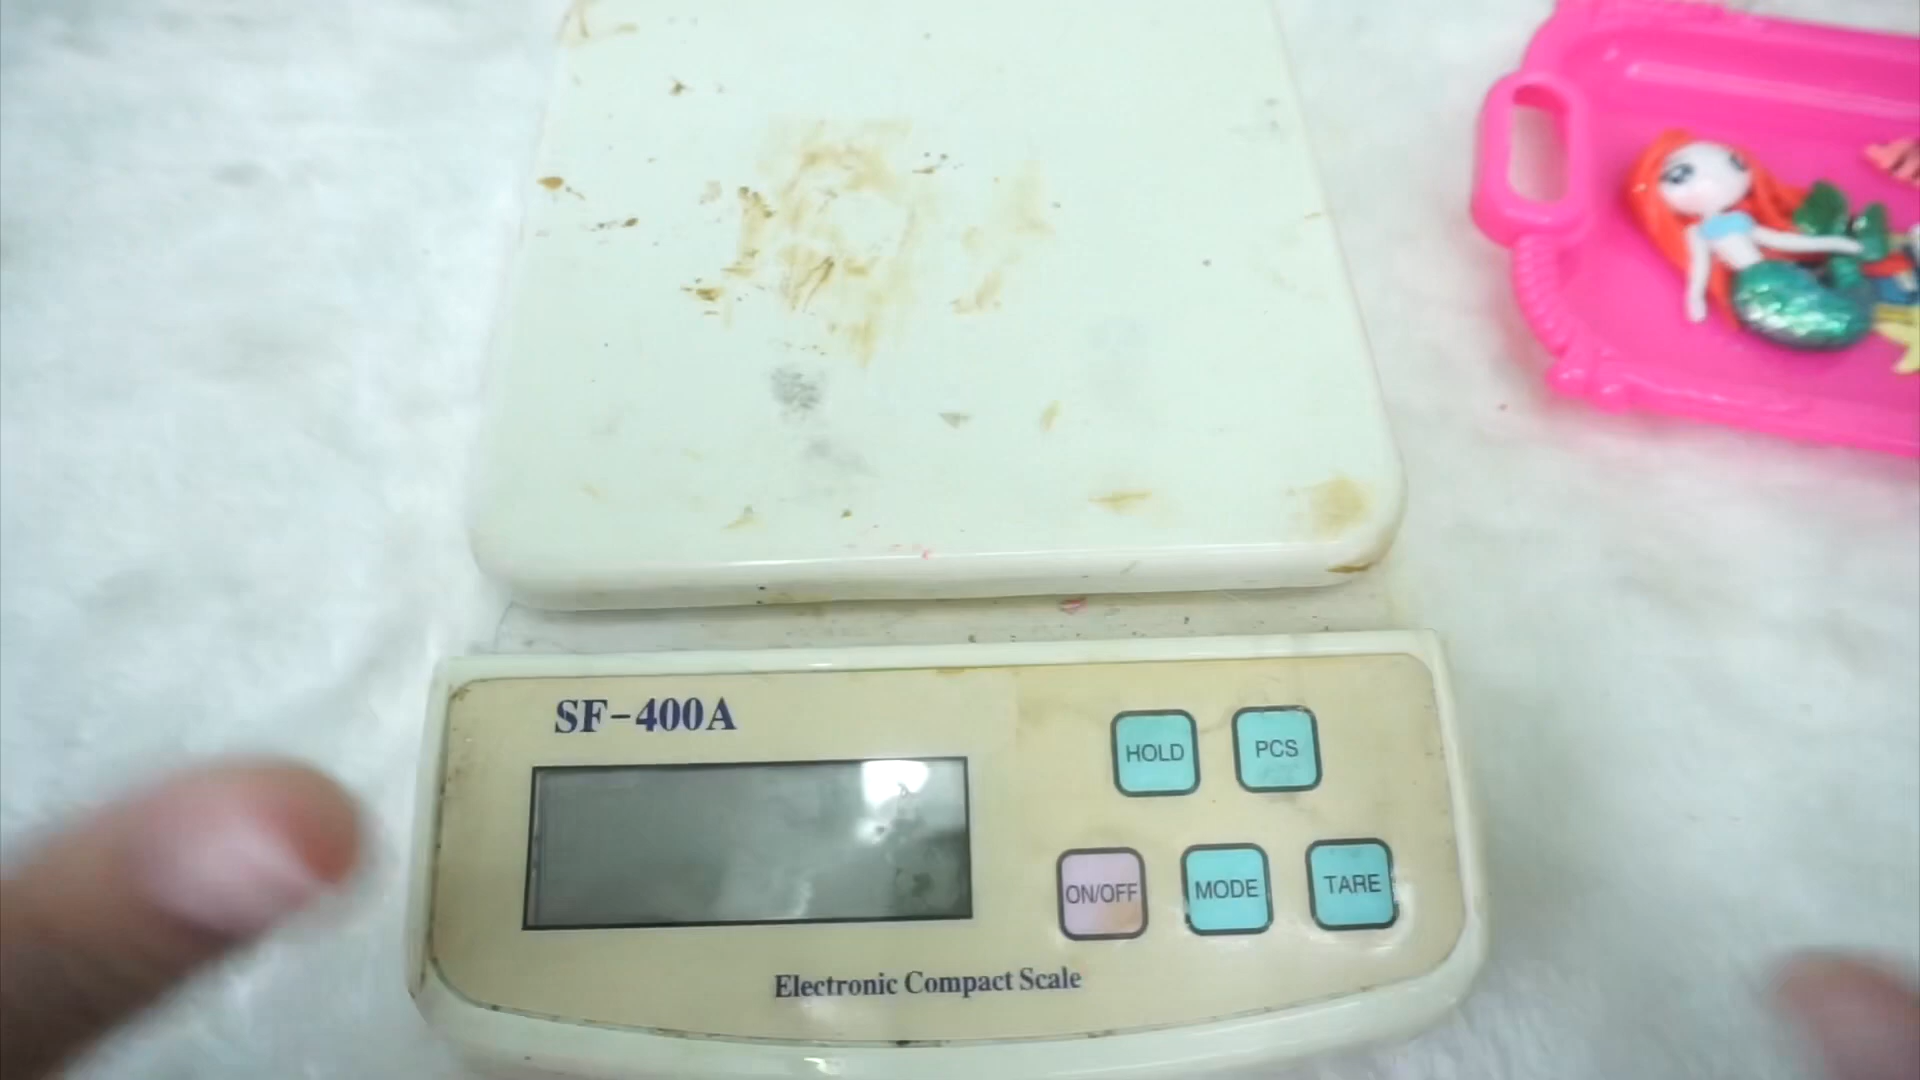 SF-400A
HOLD
PCS
ON/OFF
MODE
TARE
Electronic Compact Scale